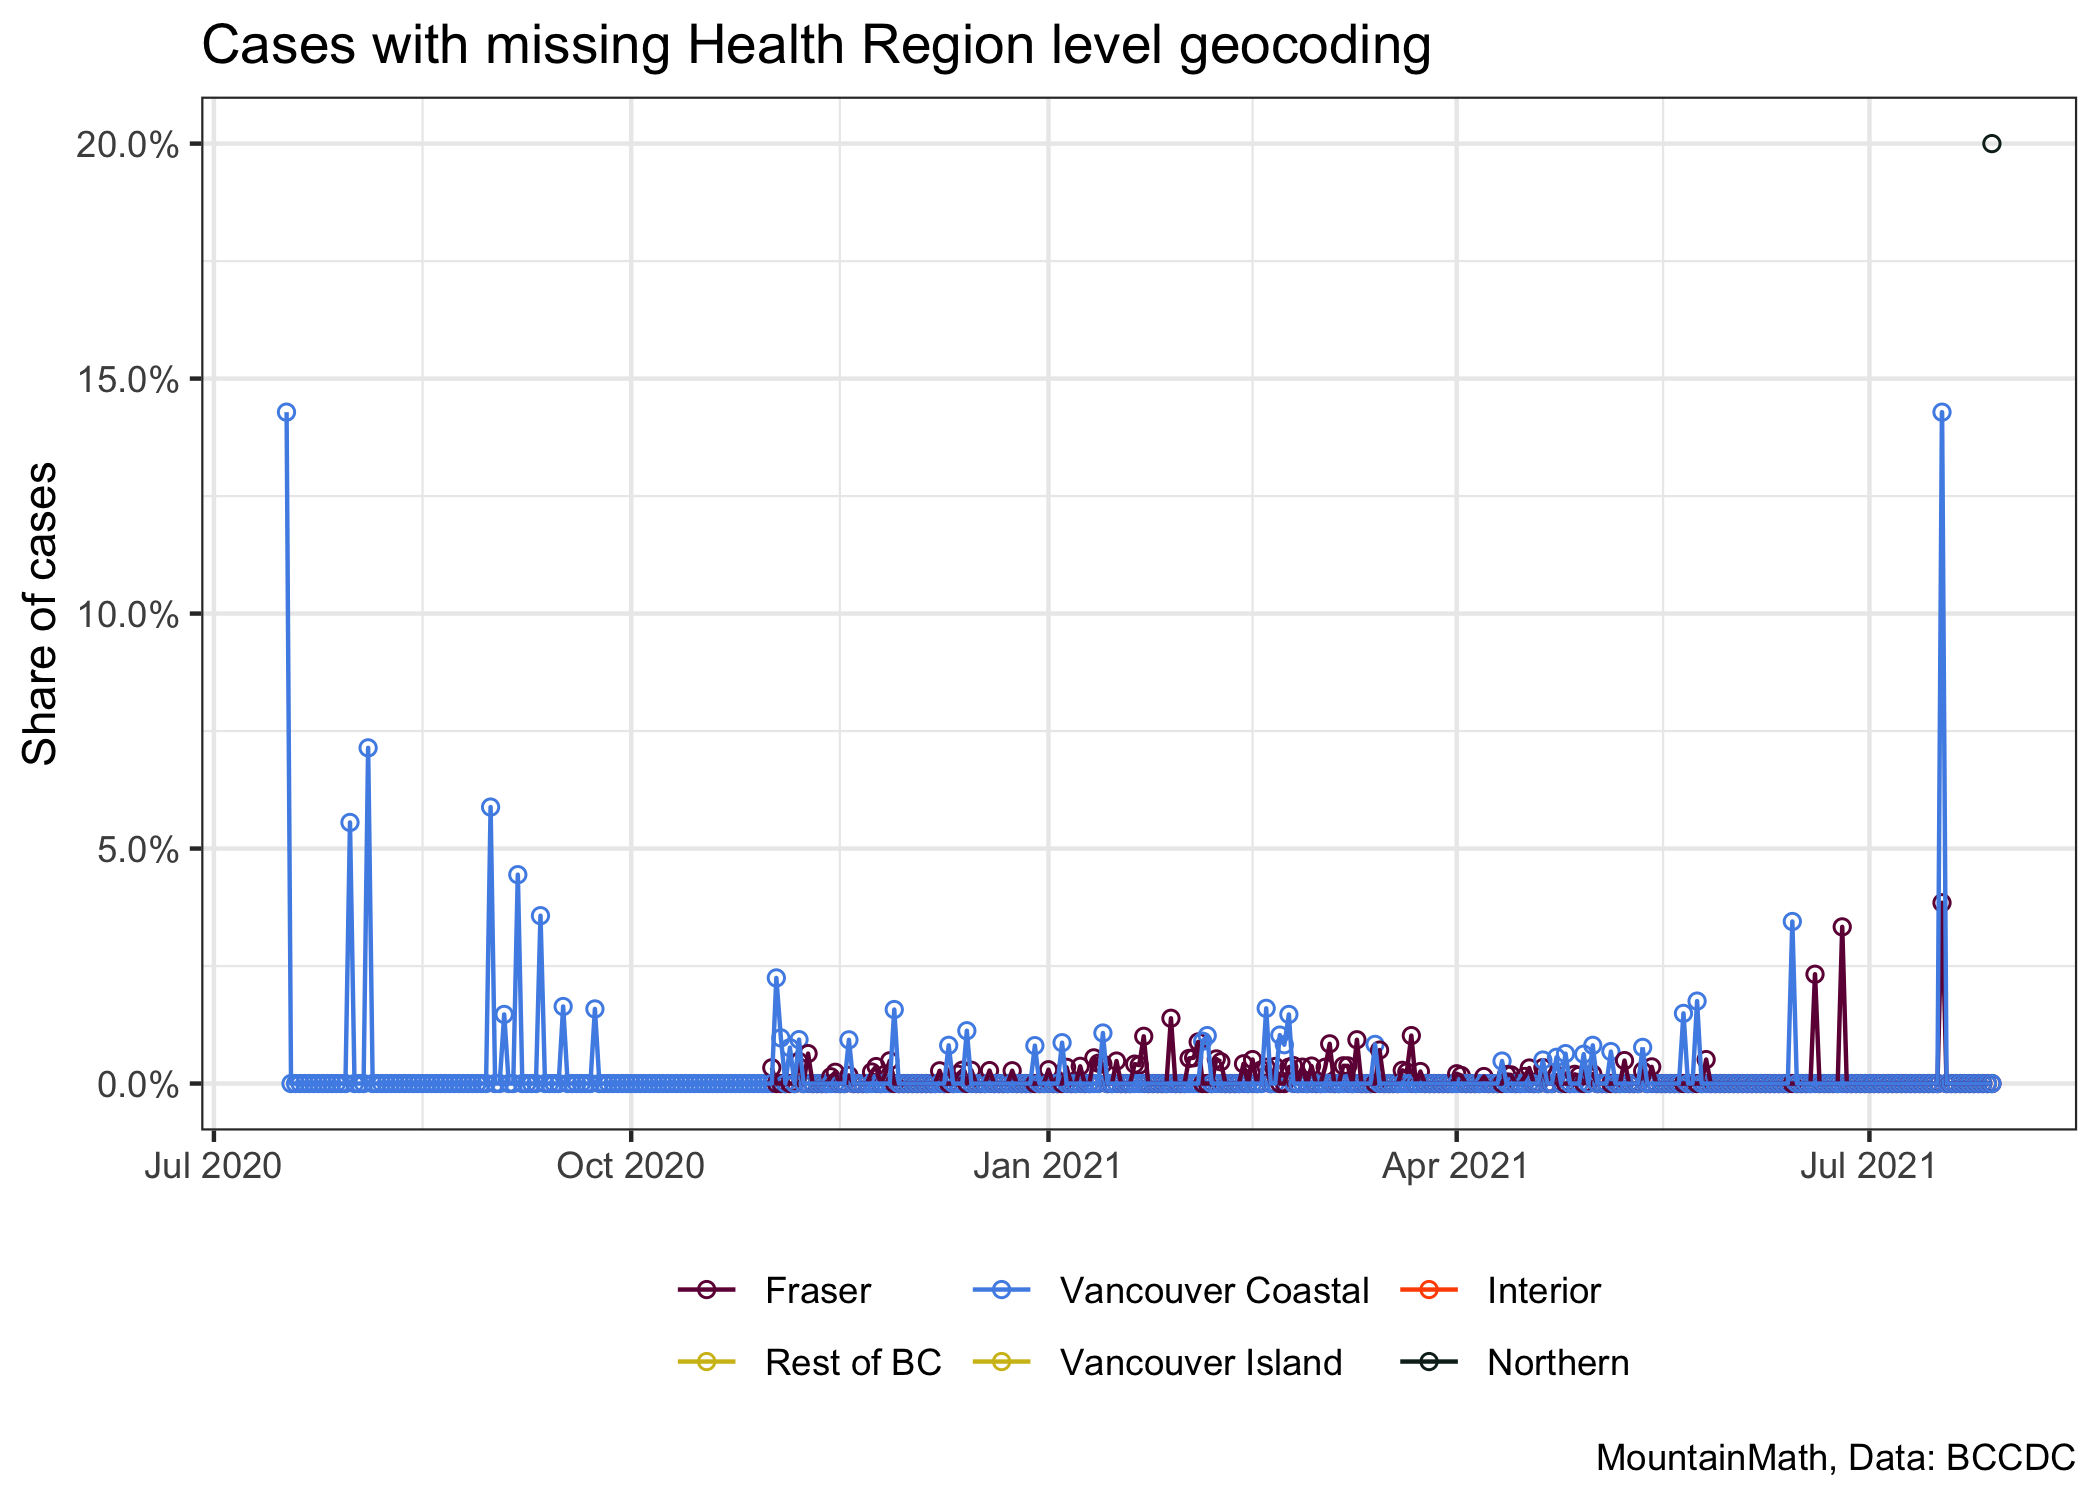 Cases with missing Health Region level geocoding
Share of cases
20.0%
15.0%
10.0%
5.0%
0.0%
Jul 2020 Oct 2020 Jan 2021 Apr 2021 Jul 2021
Fraser Vancouver Coastal Interior
Rest of BC Vancouver Island Northern
MountainMath, Data: BCCDC